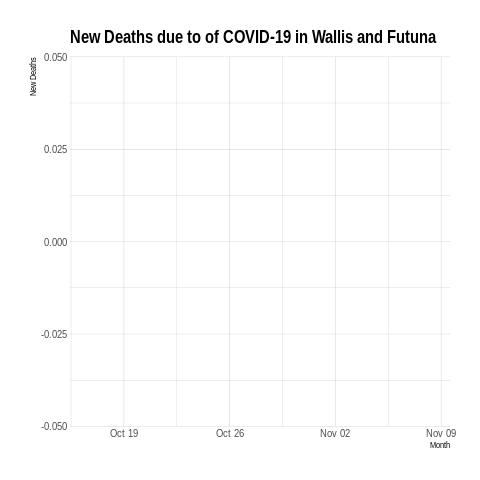 New Deaths due to of COVID-19 in Wallis and Futuna
New Deaths
0.050
0.025
0.000
-0.025
-0.050
Oct 19
Oct 26
Nov 02
Nov 09
Month